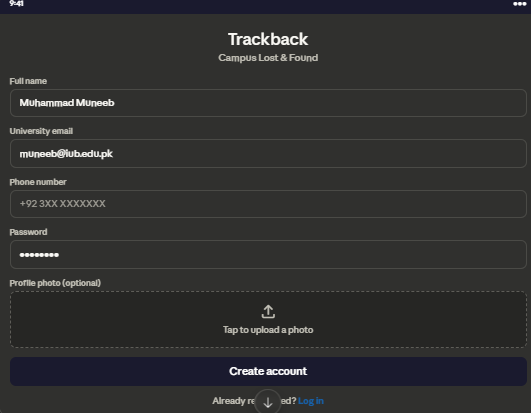 9:41
Trackback
Campus Lost & Found
Full name
Muhammad Muneeb
University email
muneeb@iub.edu.pk
Phone number
+92 3XX XXXXXXX
Password
Profile photo (optional)
Tap to upload a photo
Create account
Already re ed? Log in